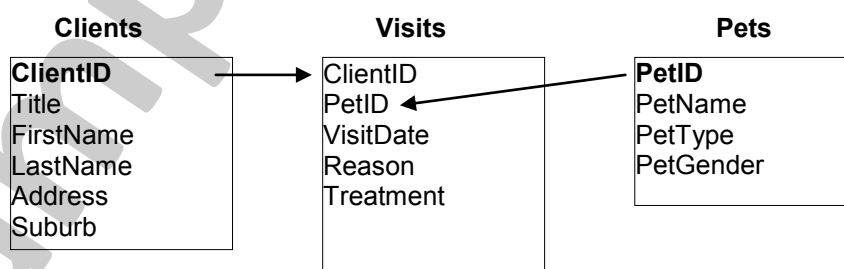 Clients
ClientID
Title
FirstName
LastName
Address
Suburb
Visits
ClientID
PetID
VisitDate
Reason
Treatment
Pets
PetID
PetName
PetType
PetGender